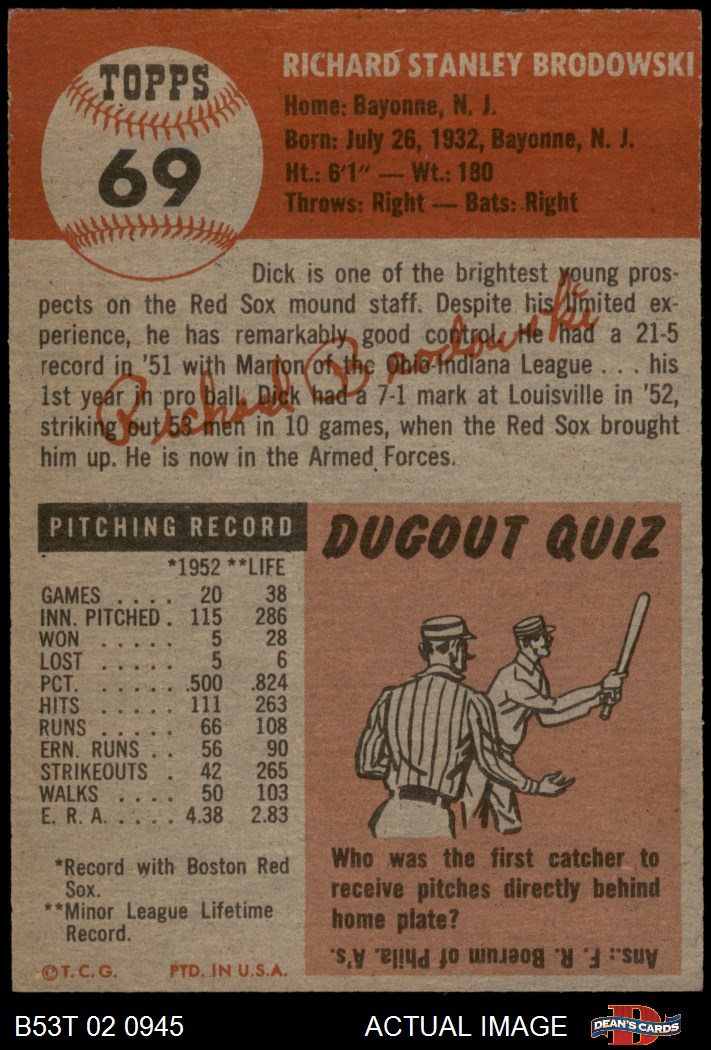 TOPPS
69
RICHARD STANLEY BRODOWSKI
Home: Bayonne, N. J.
Born: July 26, 1932, Bayonne, N. J.
Ht.: 6'1" — Wt.: 180
Throws: Right — Bats: Right
Dick is one of the brightest young pros-
pects on the Red Sox mound staff. Despite his limited ex-
perience, he has remarkably good control. He had a 21-5
record in '51 with Marion of the Ohio-Indiana League . . . his
1st year in pro ball. Dick had a 7-1 mark at Louisville in '52,
striking out 53 men in 10 games, when the Red Sox brought
him up. He is now in the Armed Forces.
Richard Brodowski
PITCHING RECORD
*1952 **LIFE
GAMES . . . . 20 38
INN. PITCHED . 115 286
WON . . . . . 5 28
LOST . . . . . 5 6
PCT. . . . . . .500 .824
HITS . . . . . 111 263
RUNS . . . . . 66 108
ERN. RUNS . . 56 90
STRIKEOUTS . 42 265
WALKS . . . . 50 103
E. R. A. . . . . 4.38 2.83
*Record with Boston Red
Sox.
**Minor League Lifetime
Record.
©T.C.G. PTD. IN U.S.A.
DUGOUT QUIZ
Who was the first catcher to
receive pitches directly behind
home plate?
Ans.: F. R. Boerum of Phila. A's.
B53T 02 0945 ACTUAL IMAGE
D
DEAN'S CARDS